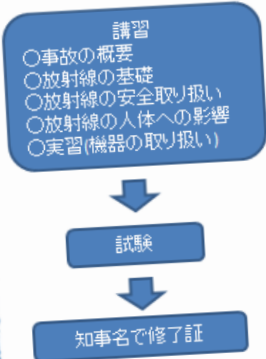 講習
○事故の概要
○放射線の基礎
○放射線の安全取り扱い
○放射線の人体への影響
○実習(機器の取り扱い)
試験
知事名で修了証